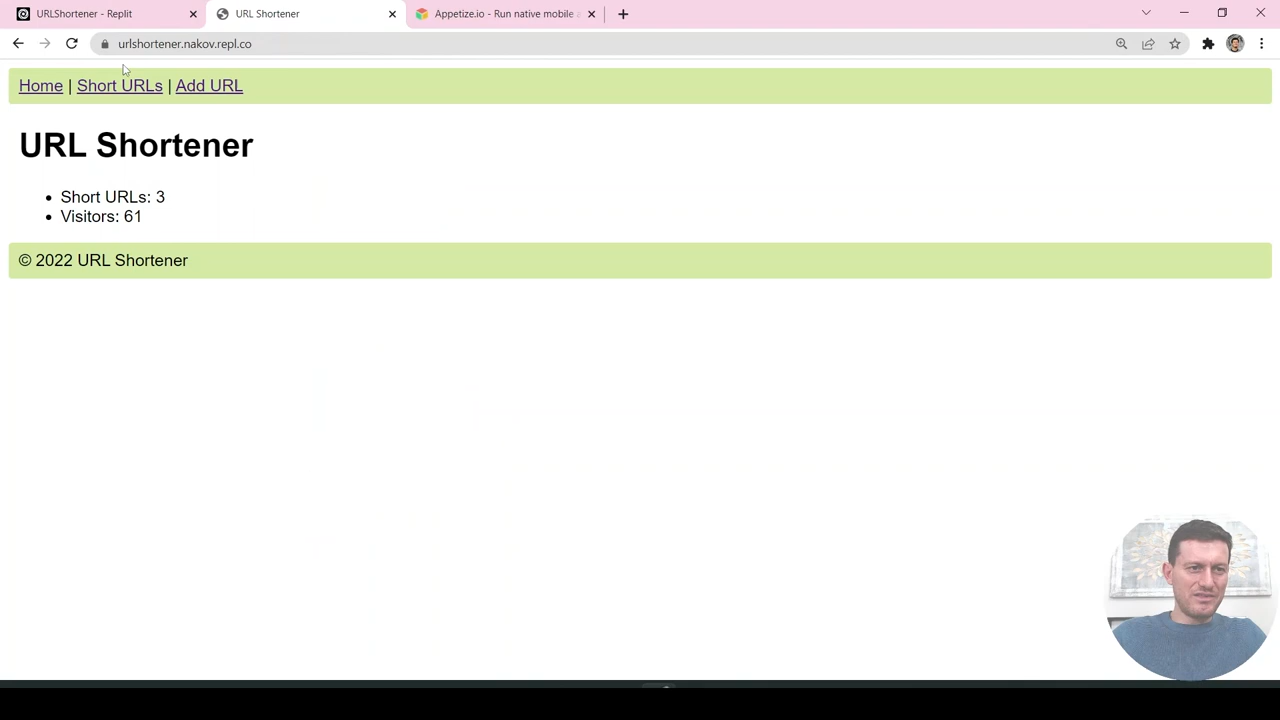 URLShortener - Replit
URL Shortener
Appetize.io - Run native mobile
urlshortener.nakov.repl.co
Home | Short URLs | Add URL
URL Shortener
Short URLs: 3
Visitors: 61
© 2022 URL Shortener